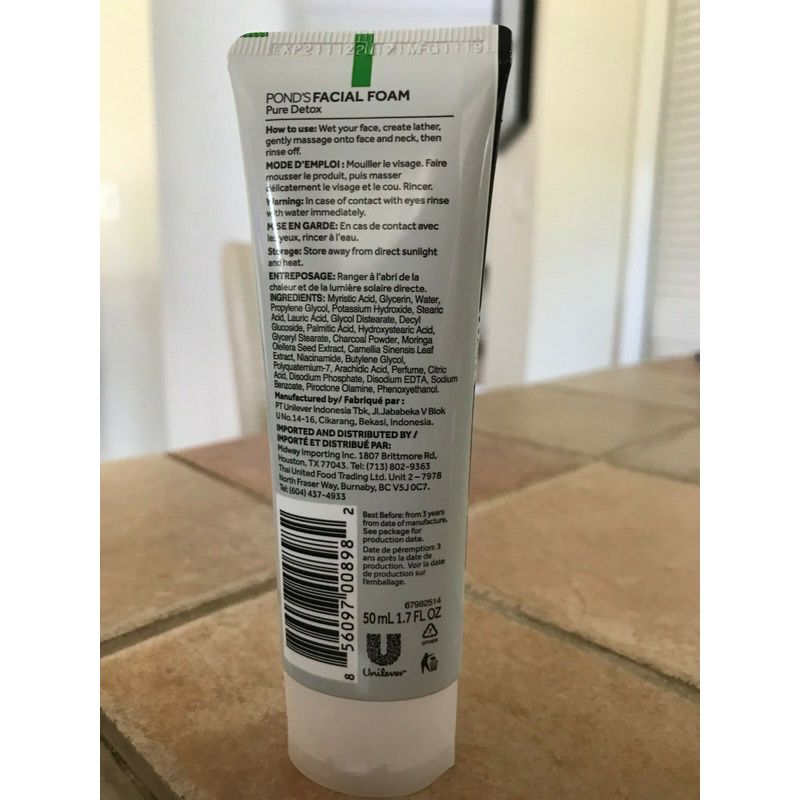 POND'S FACIAL FOAM
Pure Detox
How to use: Wet your face, create lather,
gently massage onto face and neck, then
rinse off.
MODE D'EMPLOI : Mouiller le visage. Faire
mousser le produit, puis masser
délicatement le visage et le cou. Rincer.
Warning: In case of contact with eyes rinse
with water immediately.
MISE EN GARDE: En cas de contact avec
les yeux, rincer à l'eau.
Storage: Store away from direct sunlight
and heat.
ENTREPOSAGE: Ranger à l'abri de la
chaleur et de la lumière solaire directe.
INGREDIENTS: Myristic Acid, Glycerin, Water,
Propylene Glycol, Potassium Hydroxide, Stearic
Acid, Lauric Acid, Glycol Distearate, Decyl
Glucoside, Palmitic Acid, Hydroxystearic Acid,
Glyceryl Stearate, Charcoal Powder, Moringa
Oleifera Seed Extract, Camellia Sinensis Leaf
Extract, Niacinamide, Butylene Glycol,
Polyquaternium-7, Arachidic Acid, Perfume, Citric
Acid, Disodium Phosphate, Disodium EDTA, Sodium
Benzoate, Piroctone Olamine, Phenoxyethanol.
Manufactured by/ Fabriqué par :
PT Unilever Indonesia Tbk, Jl.Jababeka V Blok
U No.14-16, Cikarang, Bekasi, Indonesia.
IMPORTED AND DISTRIBUTED BY /
IMPORTÉ ET DISTRIBUÉ PAR:
Midway Importing Inc. 1807 Brittmore Rd,
Houston, TX 77043. Tel: (713) 802-9363
Thai United Food Trading Ltd. Unit 2 – 7978
North Fraser Way, Burnaby, BC V5J 0C7.
Tel: (604) 437-4933
Best Before: from 3 years
from date of manufacture.
See package for
production date.
Date de péremption: 3
ans après la date de
production. Voir la date
de production sur
l'emballage.
8 56097 00898 2
67982514
50 mL 1.7 FL OZ
OTHER
Unilever